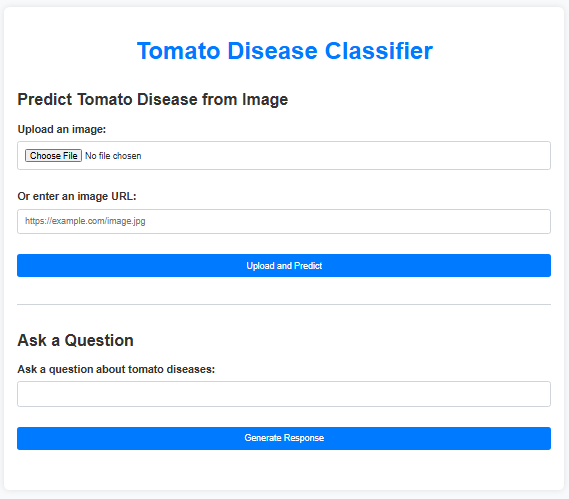 Tomato Disease Classifier
Predict Tomato Disease from Image
Upload an image:
Choose File No file chosen
Or enter an image URL:
https://example.com/image.jpg
Upload and Predict
Ask a Question
Ask a question about tomato diseases:
Generate Response